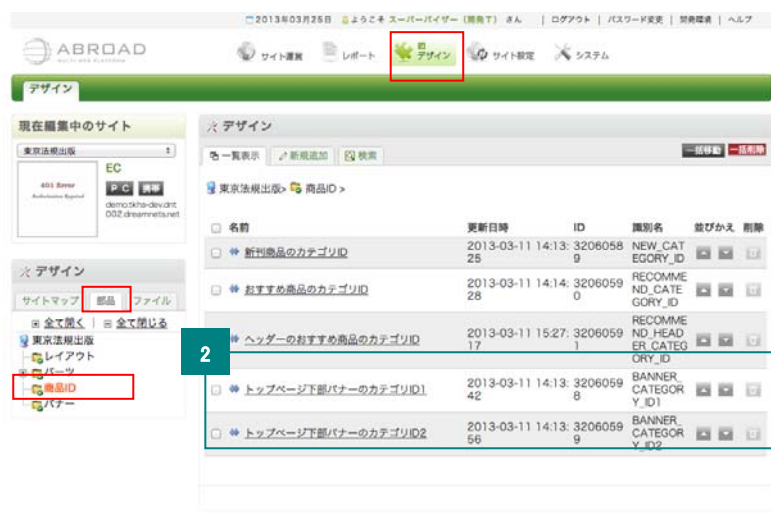 2013年03月25日 ようこそ スーパーバイザー（開発T） さん | ログアウト | パスワード変更 | 開発環境 | ヘルプ
ABROAD
サイト運営 レポート デザイン サイト設定 システム
デザイン
現在編集中のサイト
東京法規出版
EC
401 Error
Authorization Required
PC 携帯
demo.tkhs-dev.dnt
002.dreamnets.net
デザイン
サイトマップ 部品 ファイル
全て開く | 全て閉じる
東京法規出版
レイアウト
パーツ
商品ID
バナー
デザイン
一覧表示 新規追加 検索 一括移動 一括削除
東京法規出版> 商品ID >
名前 更新日時 ID 識別名 並びかえ 削除
新刊商品のカテゴリID 2013-03-11 14:13:25 32060589 NEW_CATEGORY_ID
おすすめ商品のカテゴリID 2013-03-11 14:14:28 32060590 RECOMMEND_CATEGORY_ID
ヘッダーのおすすめ商品のカテゴリID 2013-03-11 15:27:17 32060591 RECOMMEND_HEADER_CATEGORY_ID
2
トップページ下部バナーのカテゴリID1 2013-03-11 14:13:42 32060598 BANNER_CATEGORY_ID1
トップページ下部バナーのカテゴリID2 2013-03-11 14:13:56 32060599 BANNER_CATEGORY_ID2